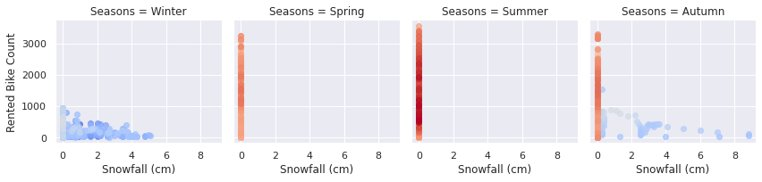 Seasons = Winter
Seasons = Spring
Seasons = Summer
Seasons = Autumn
Rented Bike Count
3000
2000
1000
0
0 2 4 6 8
0 2 4 6 8
0 2 4 6 8
0 2 4 6 8
Snowfall (cm)
Snowfall (cm)
Snowfall (cm)
Snowfall (cm)